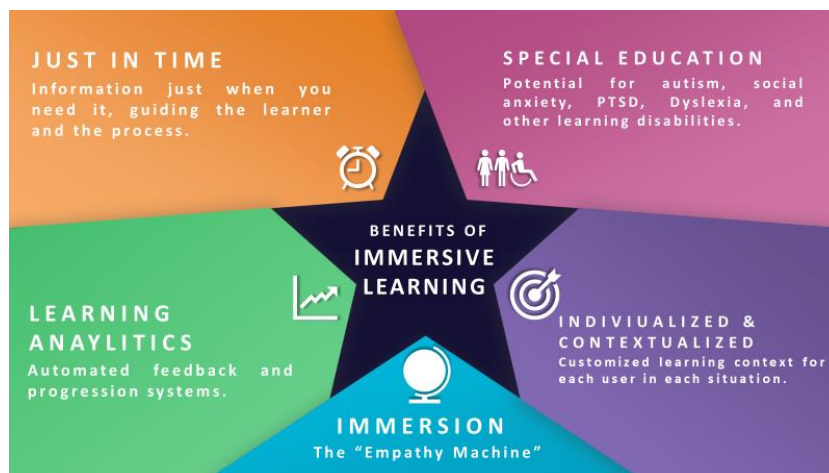 JUST IN TIME
Information just when you
need it, guiding the learner
and the process.
SPECIAL EDUCATION
Potential for autism, social
anxiety, PTSD, Dyslexia, and
other learning disabilities.
BENEFITS OF
IMMERSIVE
LEARNING
LEARNING
ANAYLITICS
Automated feedback and
progression systems.
INDIVIUALIZED &
CONTEXTUALIZED
Customized learning context for
each user in each situation.
IMMERSION
The “Empathy Machine”